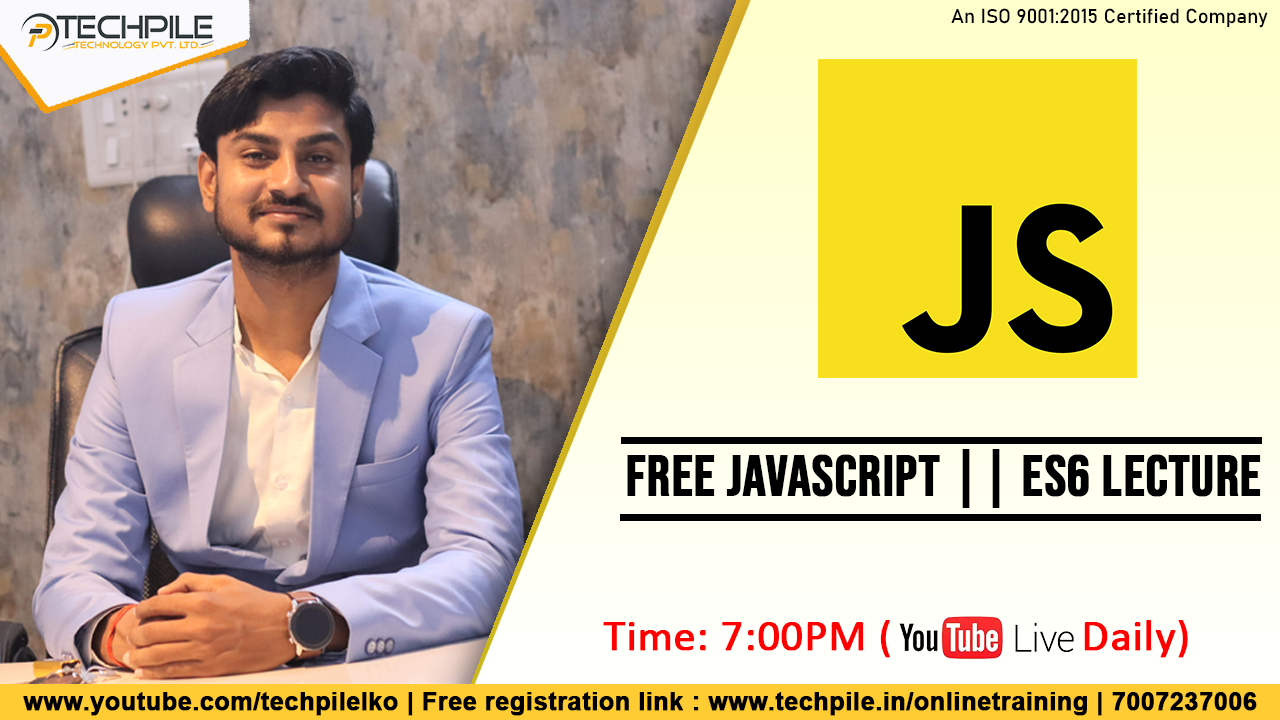 TECHPILE
TECHNOLOGY PVT. LTD.
An ISO 9001:2015 Certified Company
JS
FREE JAVASCRIPT || ES6 LECTURE
Time: 7:00PM ( YouTube Live Daily)
www.youtube.com/techpilelko | Free registration link : www.techpile.in/onlinetraining | 7007237006